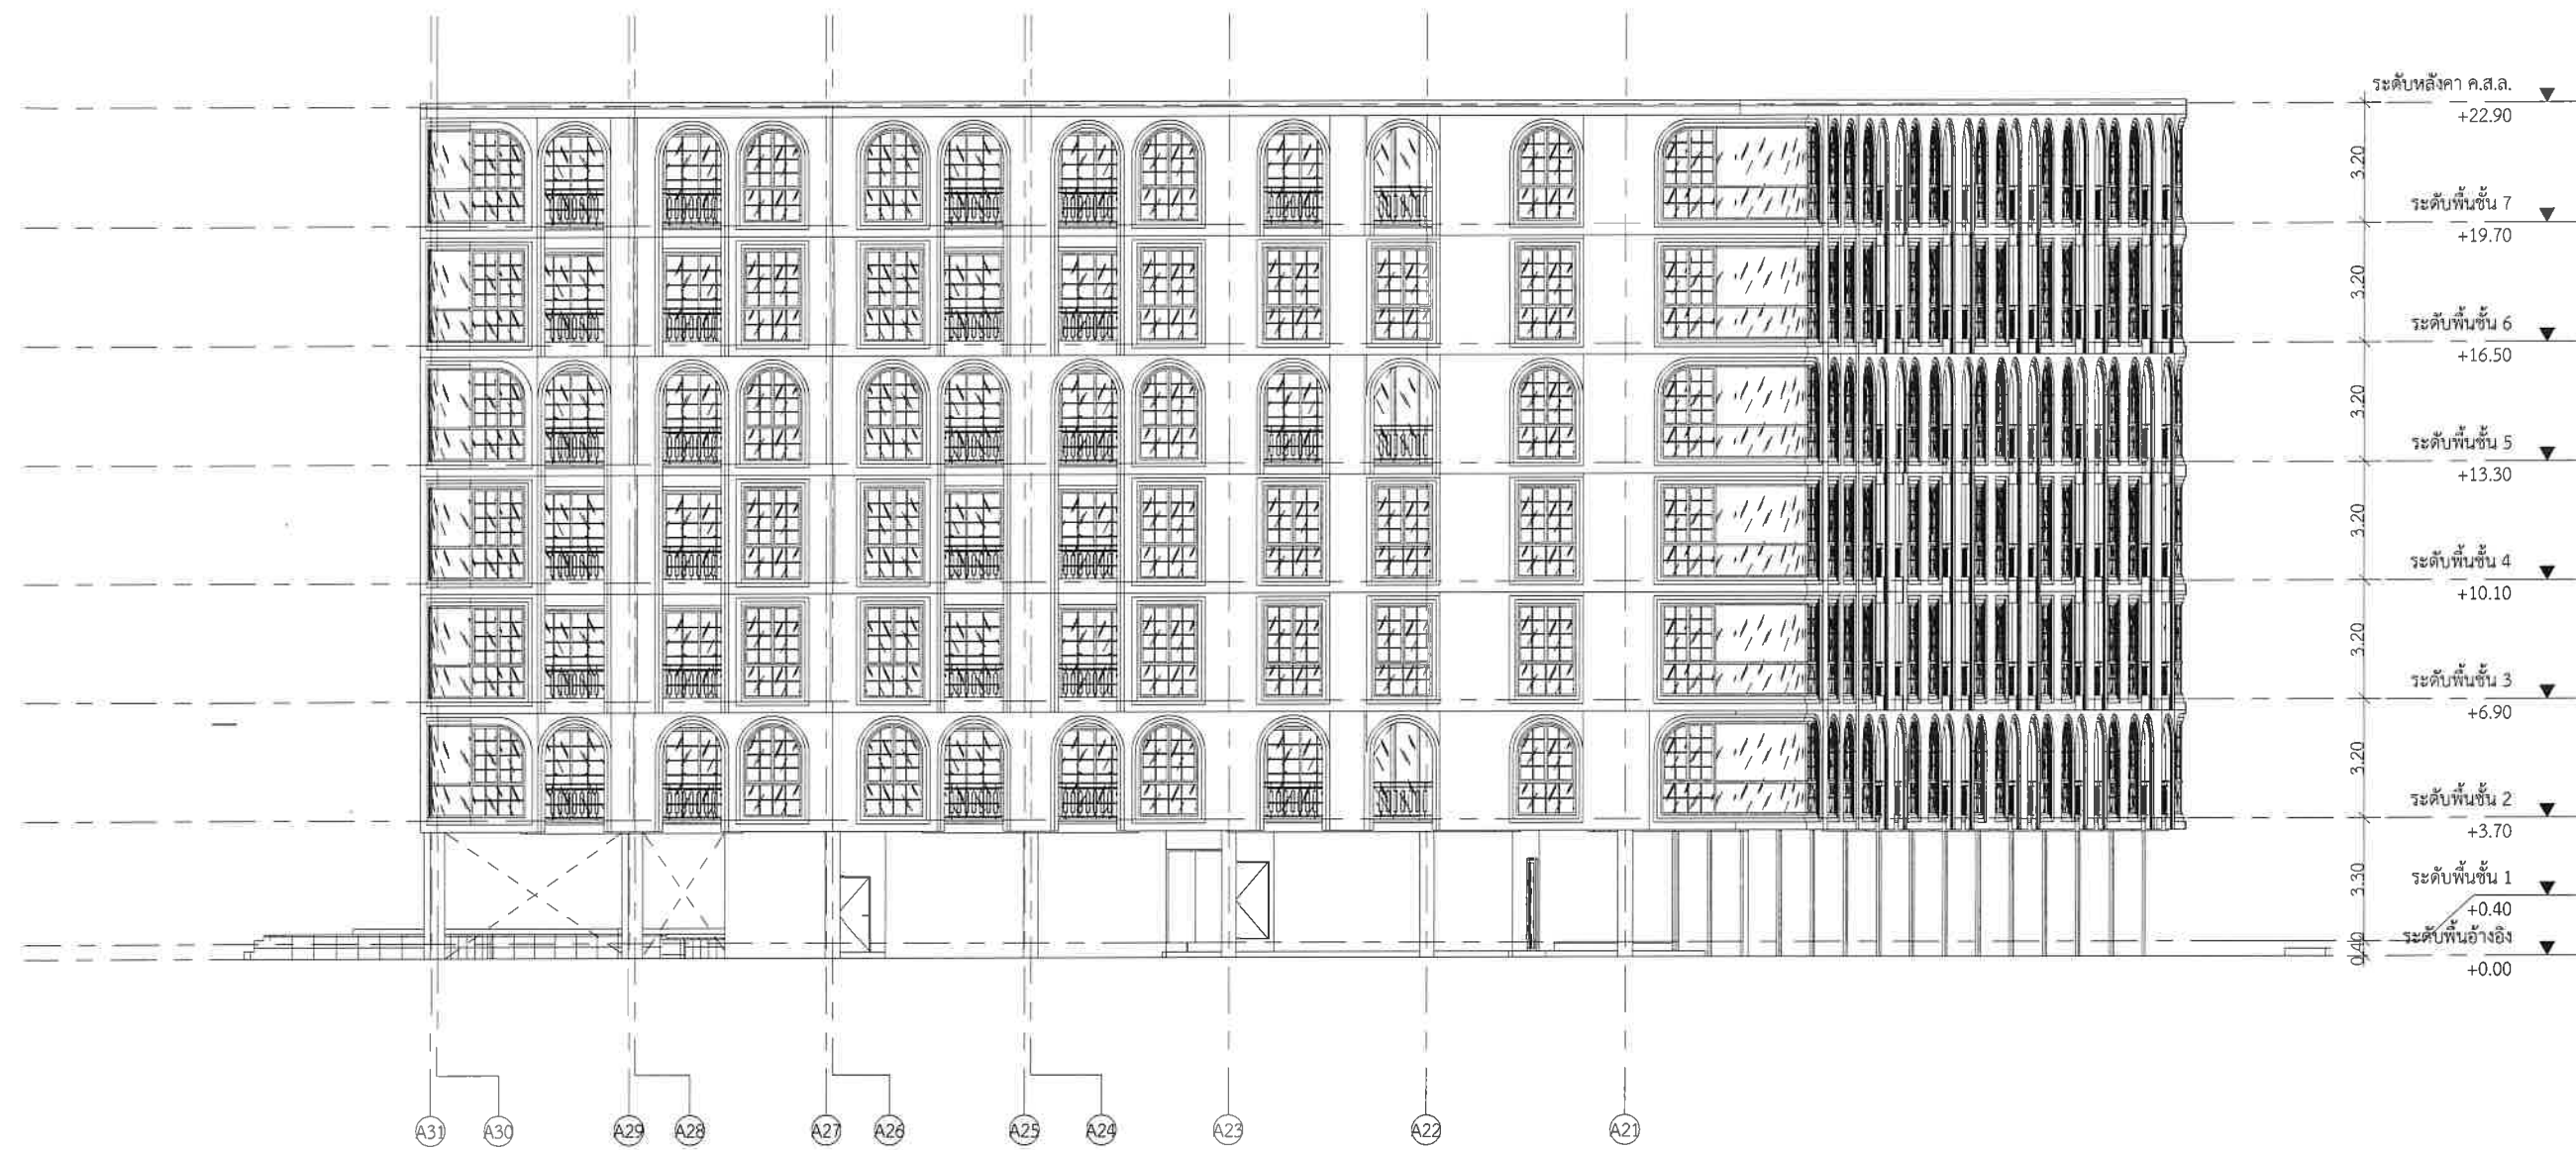 ระดับหลังคา ค.ส.ล.
+22.90
3.20
ระดับพื้นชั้น 7
+19.70
3.20
ระดับพื้นชั้น 6
+16.50
3.20
ระดับพื้นชั้น 5
+13.30
3.20
ระดับพื้นชั้น 4
+10.10
3.20
ระดับพื้นชั้น 3
+6.90
3.20
ระดับพื้นชั้น 2
+3.70
3.30
ระดับพื้นชั้น 1
+0.40
0.40
ระดับพื้นอ้างอิง
+0.00
A31 A30 A29 A28 A27 A26 A25 A24 A23 A22 A21